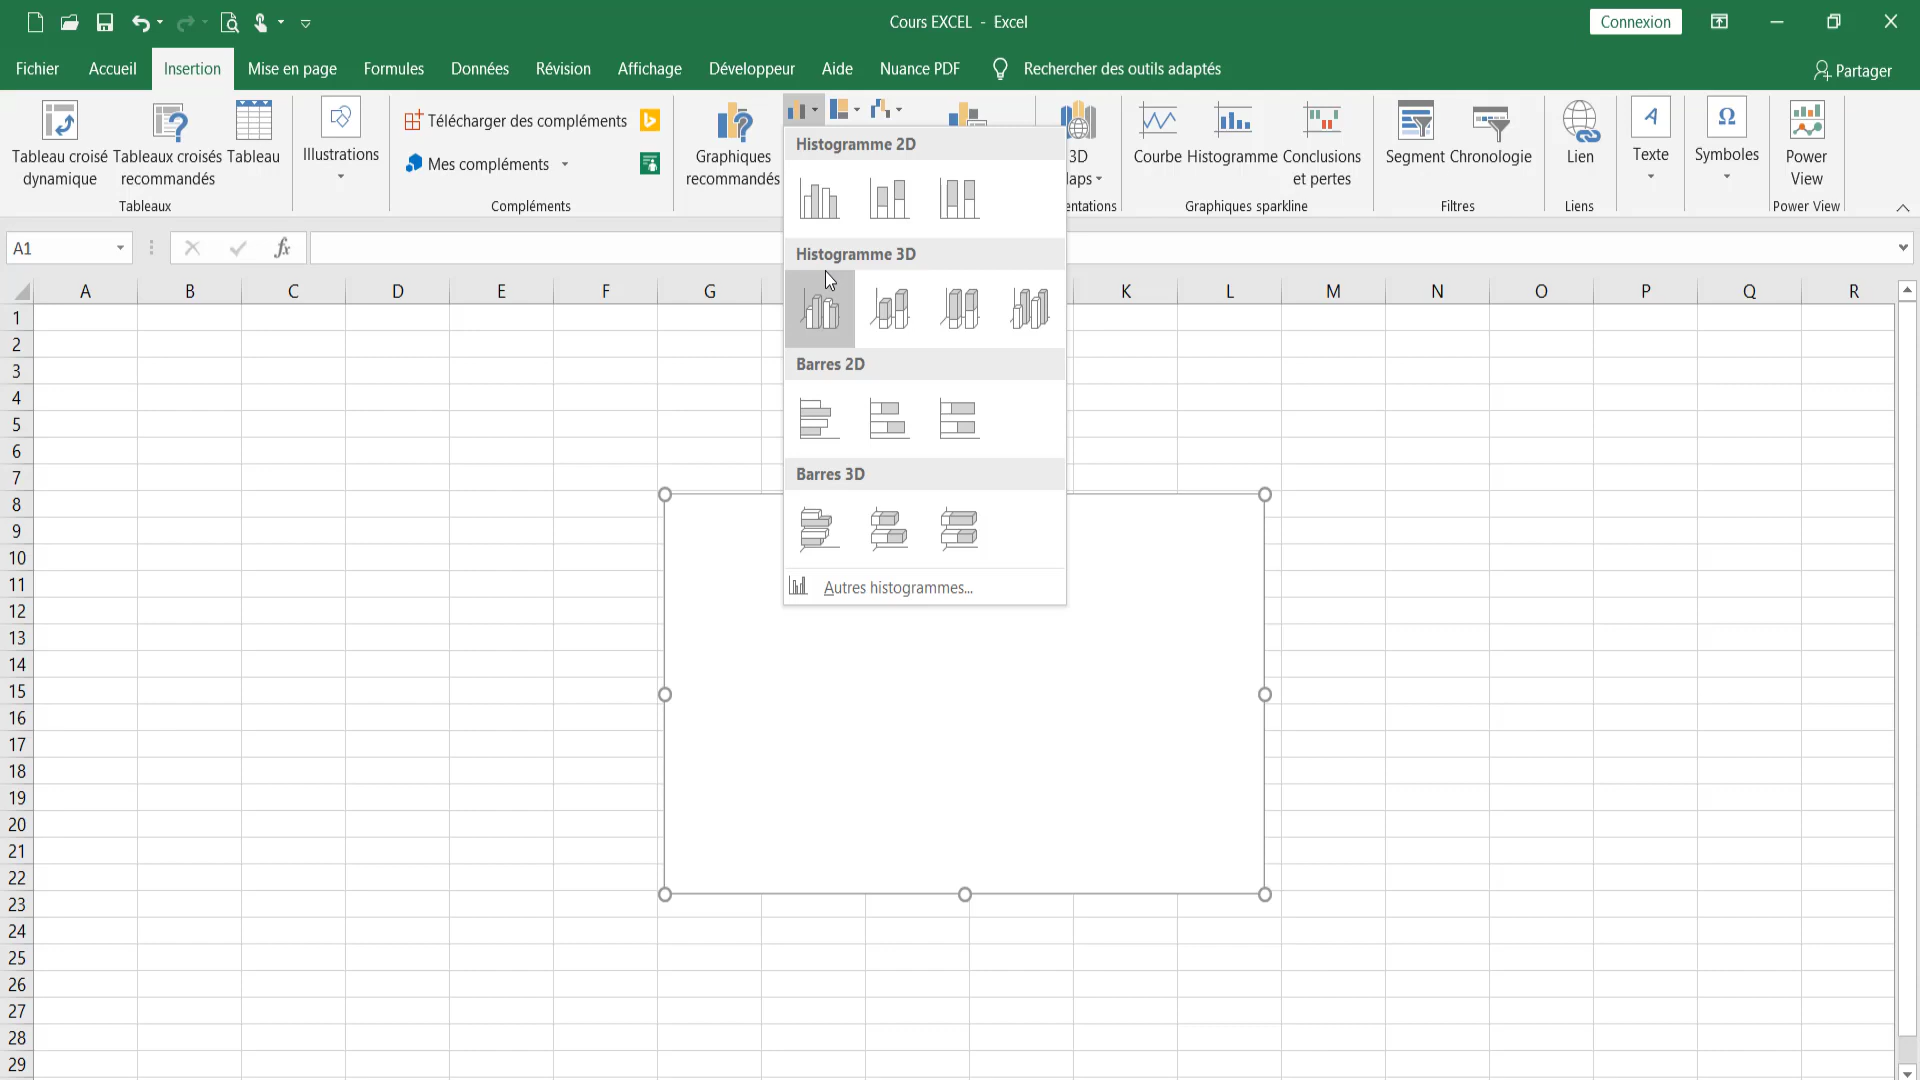 Cours EXCEL - Excel
Connexion
Fichier Accueil Insertion Mise en page Formules Données Révision Affichage Développeur Aide Nuance PDF Rechercher des outils adaptés Partager
Tableau croisé dynamique
Tableaux croisés recommandés
Tableau
Tableaux
Illustrations
Télécharger des compléments
Mes compléments
Compléments
Graphiques recommandés
3D
laps
entations
Courbe
Histogramme
Conclusions et pertes
Graphiques sparkline
Segment
Chronologie
Filtres
Lien
Liens
A
Texte
Ω
Symboles
Power View
Power View
Histogramme 2D
Histogramme 3D
Barres 2D
Barres 3D
Autres histogrammes...
A1
fx
A B C D E F G K L M N O P Q R
1
2
3
4
5
6
7
8
9
10
11
12
13
14
15
16
17
18
19
20
21
22
23
24
25
26
27
28
29